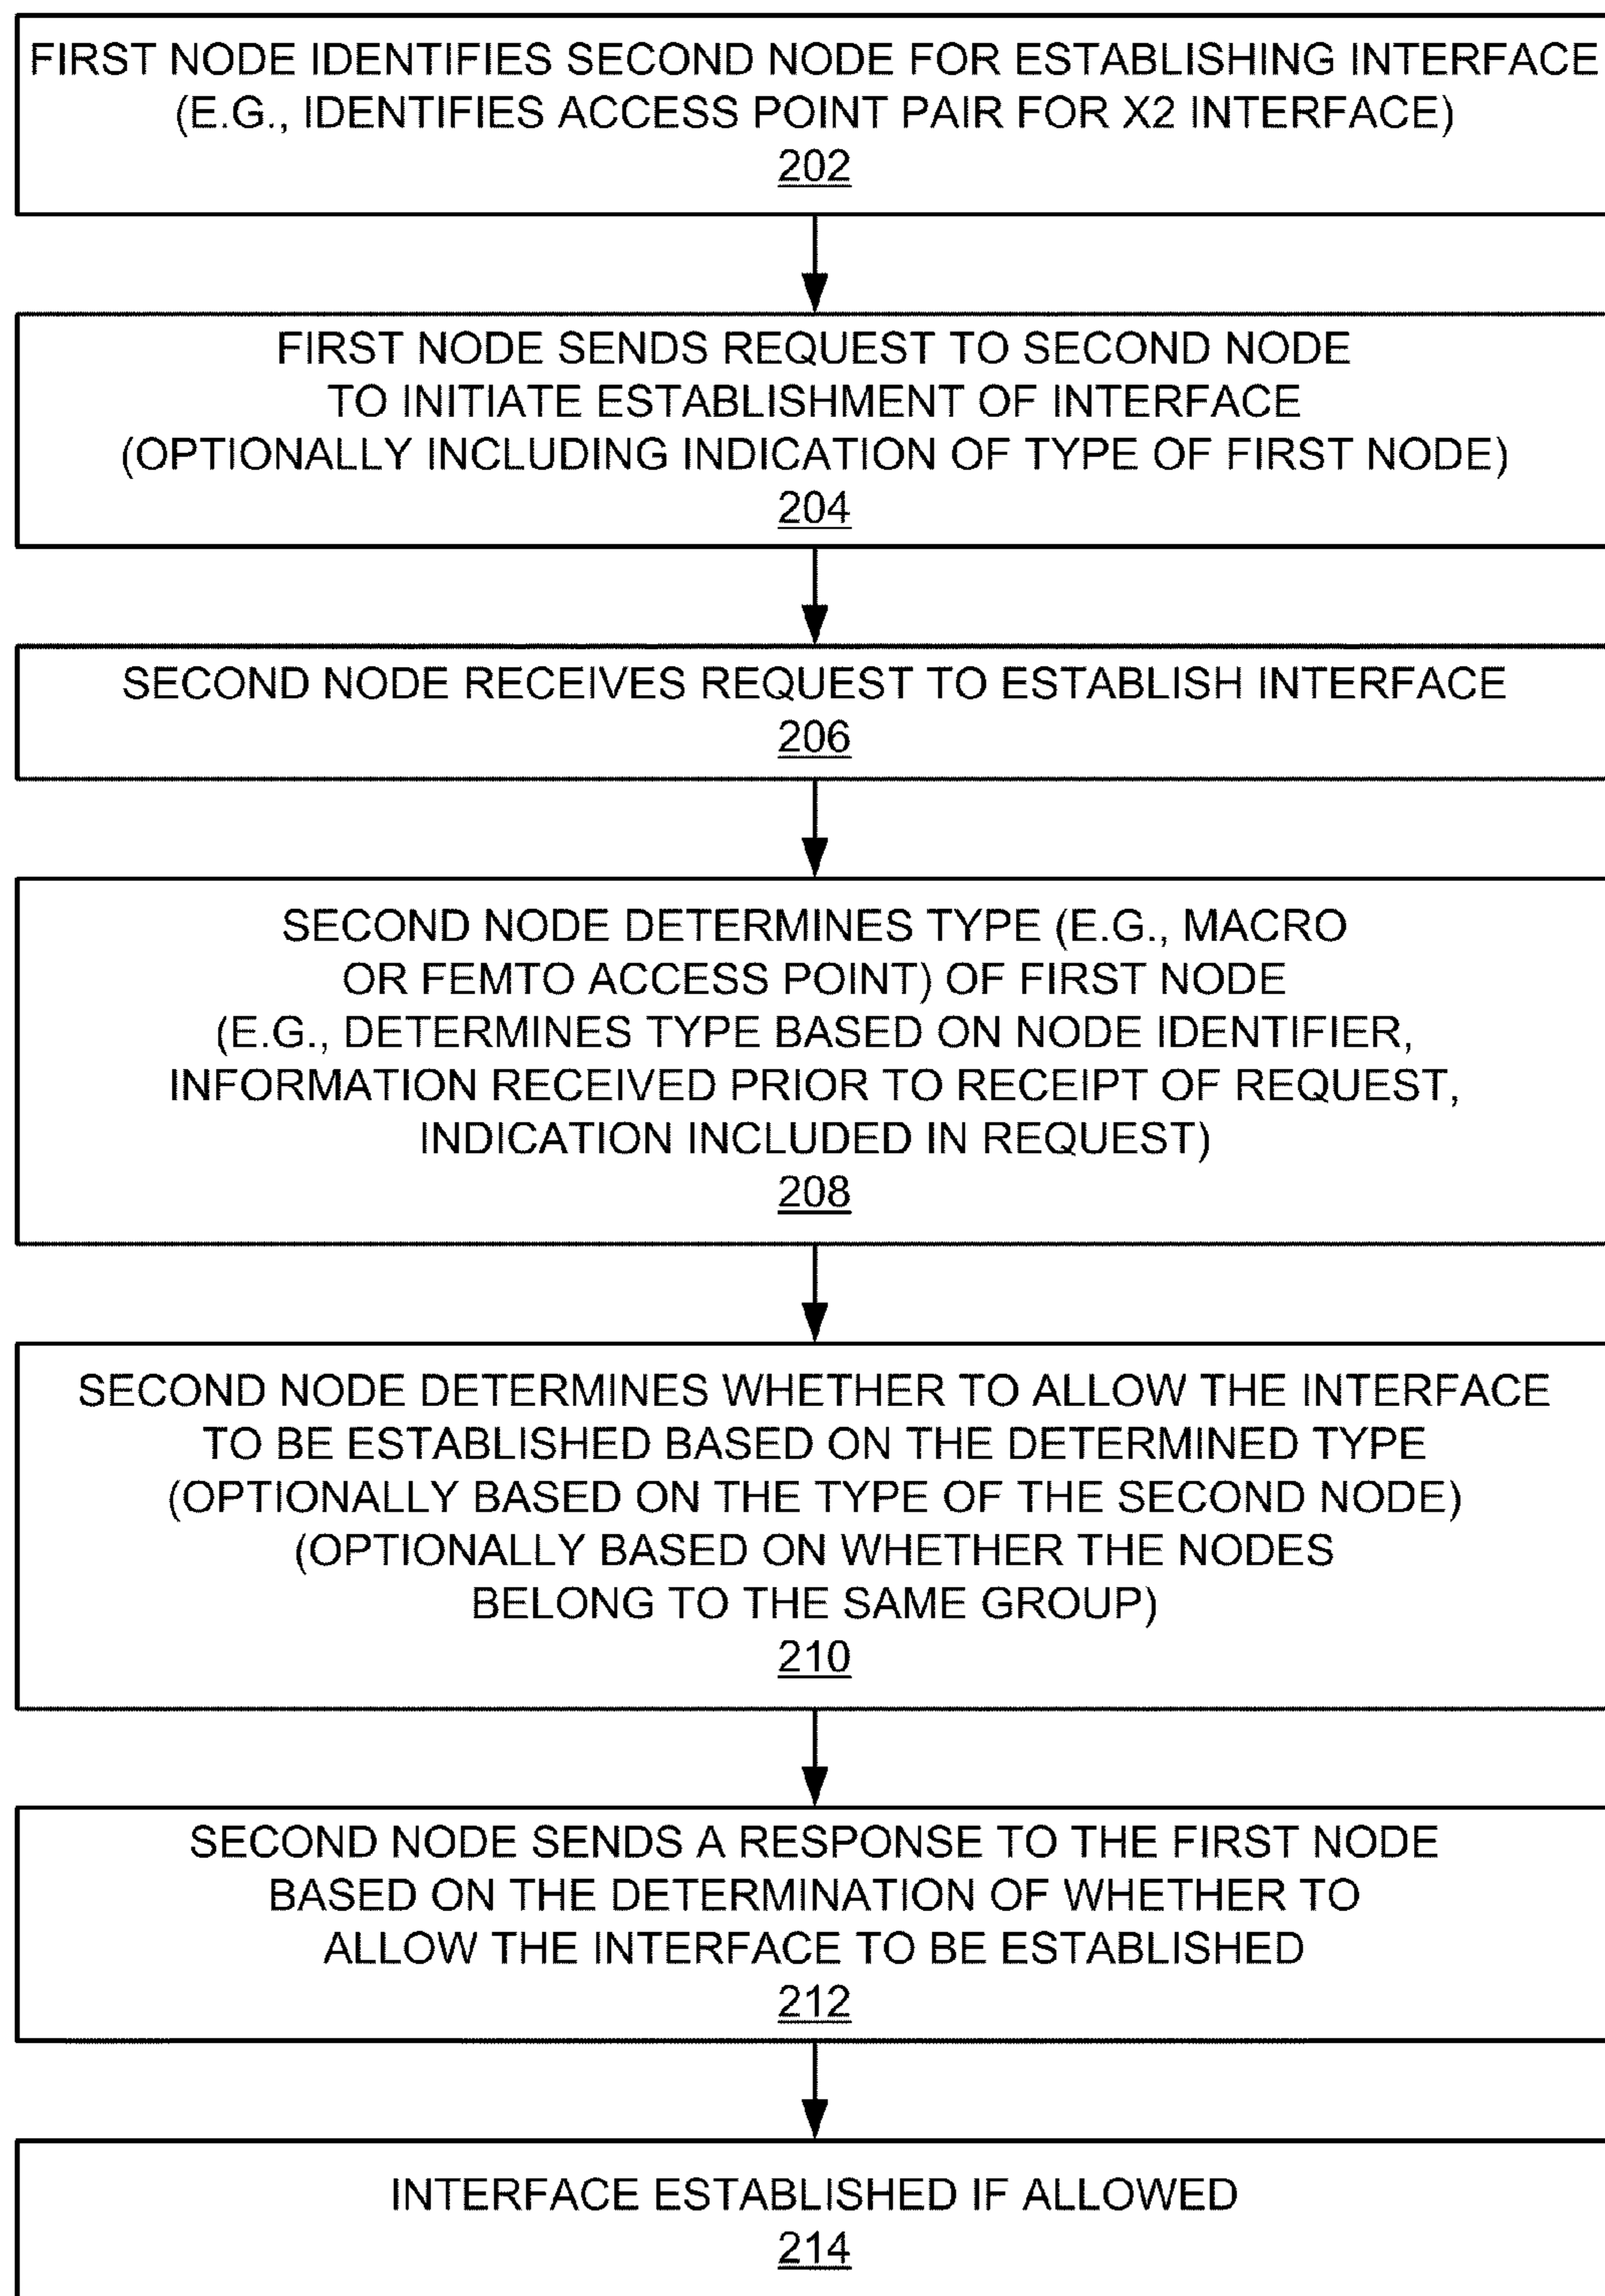 FIRST NODE IDENTIFIES SECOND NODE FOR ESTABLISHING INTERFACE
(E.G., IDENTIFIES ACCESS POINT PAIR FOR X2 INTERFACE)
202
FIRST NODE SENDS REQUEST TO SECOND NODE
TO INITIATE ESTABLISHMENT OF INTERFACE
(OPTIONALLY INCLUDING INDICATION OF TYPE OF FIRST NODE)
204
SECOND NODE RECEIVES REQUEST TO ESTABLISH INTERFACE
206
SECOND NODE DETERMINES TYPE (E.G., MACRO
OR FEMTO ACCESS POINT) OF FIRST NODE
(E.G., DETERMINES TYPE BASED ON NODE IDENTIFIER,
INFORMATION RECEIVED PRIOR TO RECEIPT OF REQUEST,
INDICATION INCLUDED IN REQUEST)
208
SECOND NODE DETERMINES WHETHER TO ALLOW THE INTERFACE
TO BE ESTABLISHED BASED ON THE DETERMINED TYPE
(OPTIONALLY BASED ON THE TYPE OF THE SECOND NODE)
(OPTIONALLY BASED ON WHETHER THE NODES
BELONG TO THE SAME GROUP)
210
SECOND NODE SENDS A RESPONSE TO THE FIRST NODE
BASED ON THE DETERMINATION OF WHETHER TO
ALLOW THE INTERFACE TO BE ESTABLISHED
212
INTERFACE ESTABLISHED IF ALLOWED
214